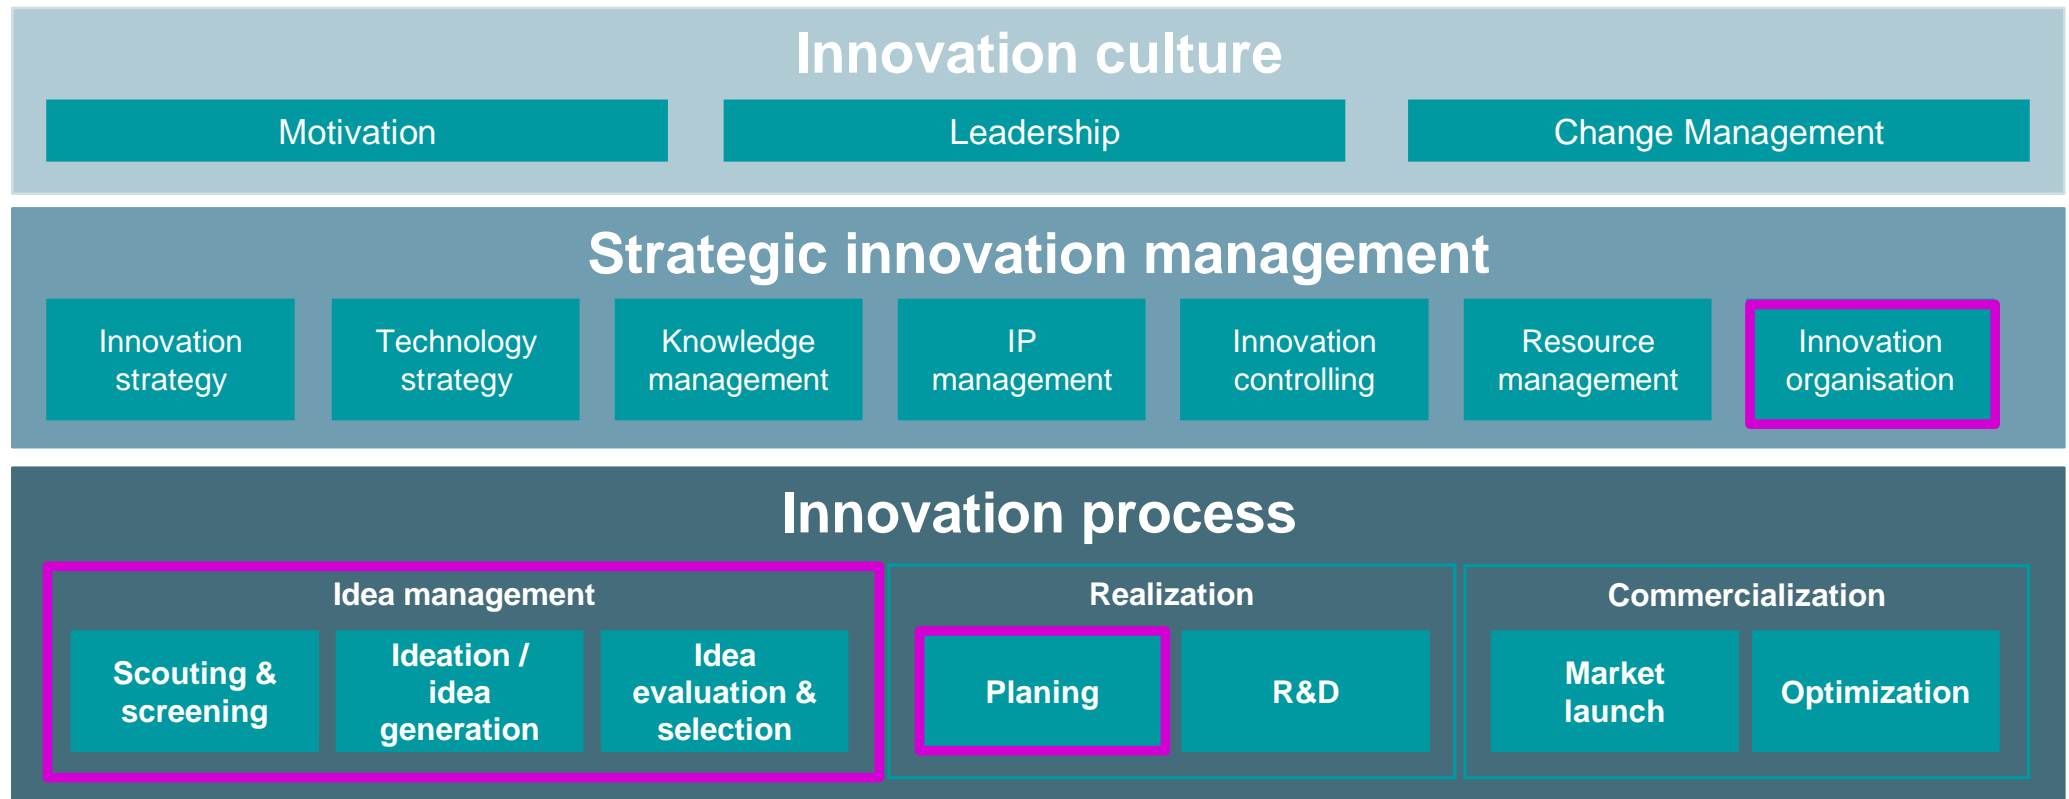 Innovation culture
Motivation
Leadership
Change Management
Strategic innovation management
Innovation
strategy
Technology
strategy
Knowledge
management
IP
management
Innovation
controlling
Resource
management
Innovation
organisation
Innovation process
Idea management
Scouting &
screening
Ideation /
idea
generation
Idea
evaluation &
selection
Realization
Planing
R&D
Commercialization
Market
launch
Optimization